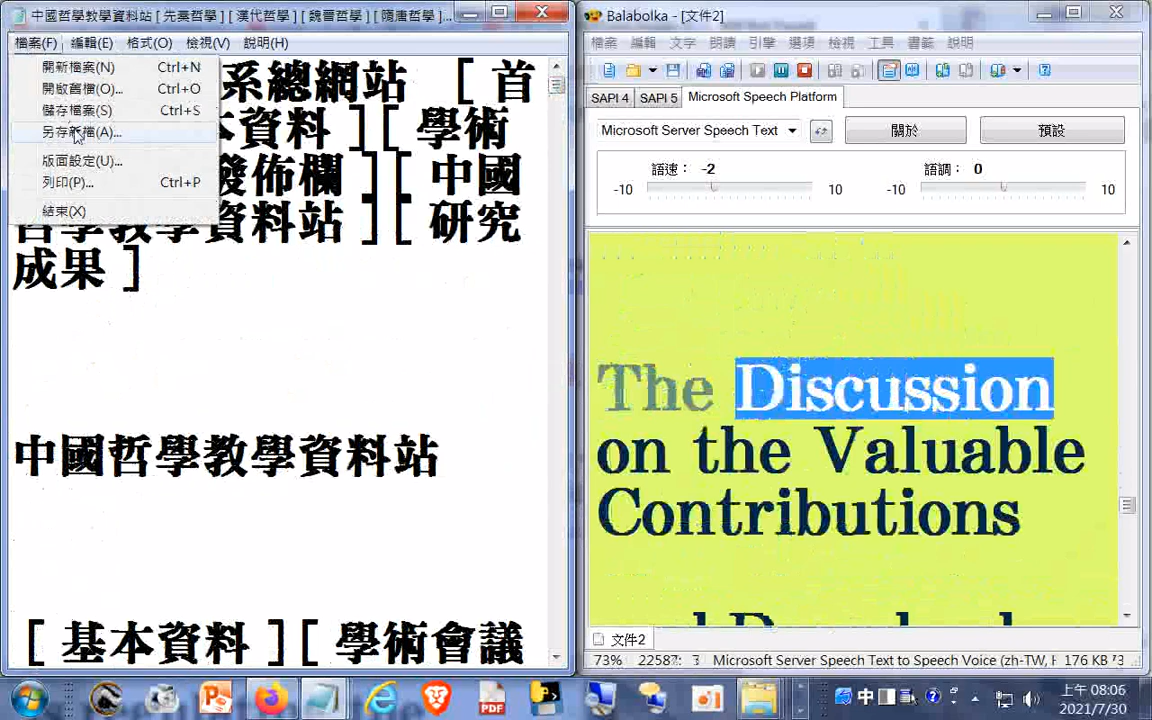 中國哲學教學資料站 [ 先秦哲學 ] [ 漢代哲學 ] [ 魏晉哲學 ] [ 隋唐哲學 ]...
檔案(F) 編輯(E) 格式(O) 檢視(V) 說明(H)
開新檔案(N) Ctrl+N
開啟舊檔(O)... Ctrl+O
儲存檔案(S) Ctrl+S
另存新檔(A)...
版面設定(U)...
列印(P)... Ctrl+P
結束(X)
系總網站 [ 首
本資料 ][ 學術
發佈欄 ][ 中國
哲學教學資料站 ][ 研究
成果 ]
中國哲學教學資料站
[ 基本資料 ][ 學術會議
Balabolka - [文件2]
檔案 編輯 文字 朗讀 引擎 選項 檢視 工具 書籤 說明
SAPI 4 SAPI 5 Microsoft Speech Platform
Microsoft Server Speech Text 關於 預設
語速： -2 語調： 0
-10 10 -10 10
The Discussion
on the Valuable
Contributions
文件2
73% 22587: Microsoft Server Speech Text to Speech Voice (zh-TW, 176 KB
中
上午 08:06
2021/7/30